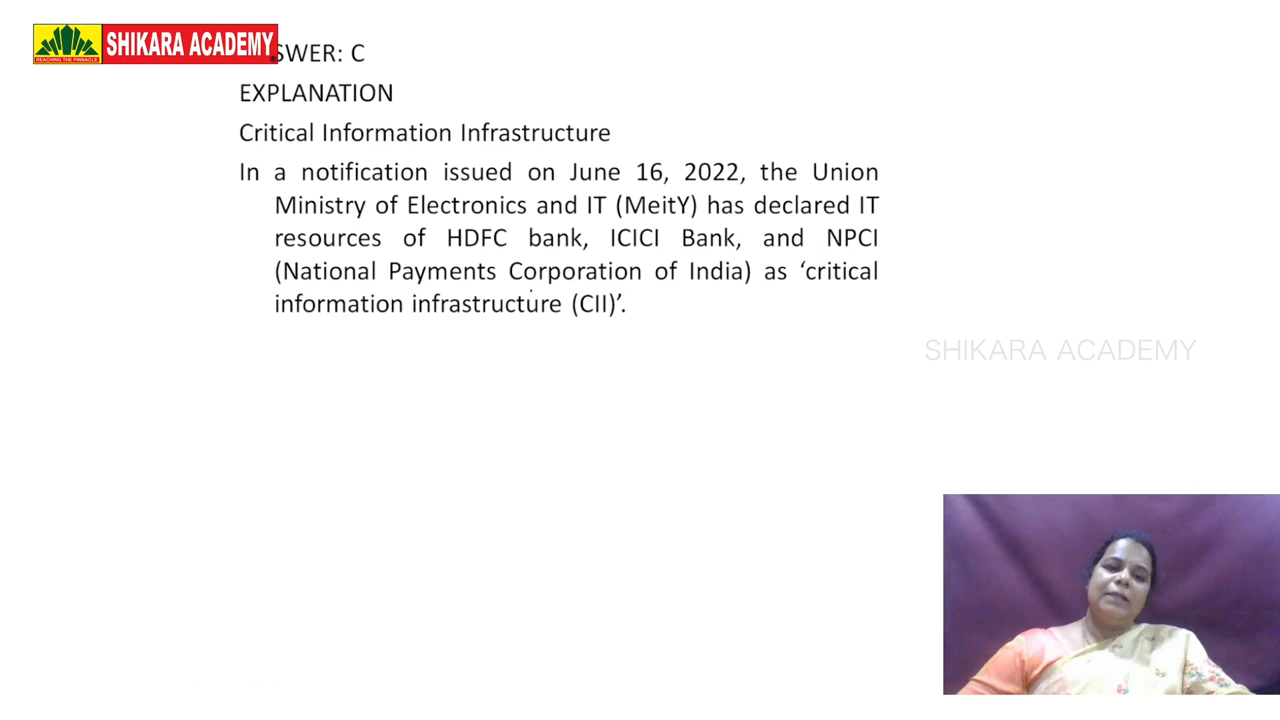 SHIKARA ACADEMY
REACHING THE PINNACLE
SWER: C
EXPLANATION
Critical Information Infrastructure
In a notification issued on June 16, 2022, the Union
Ministry of Electronics and IT (MeitY) has declared IT
resources of HDFC bank, ICICI Bank, and NPCI
(National Payments Corporation of India) as ‘critical
information infrastructure (CII)’.
SHIKARA ACADEMY